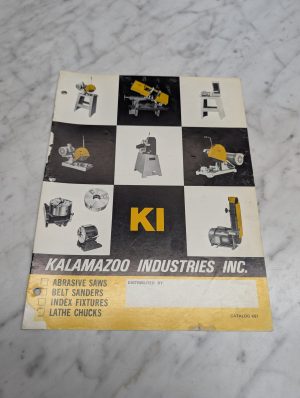 KI
KALAMAZOO INDUSTRIES INC.
ABRASIVE SAWS
BELT SANDERS
INDEX FIXTURES
LATHE CHUCKS
DISTRIBUTED BY